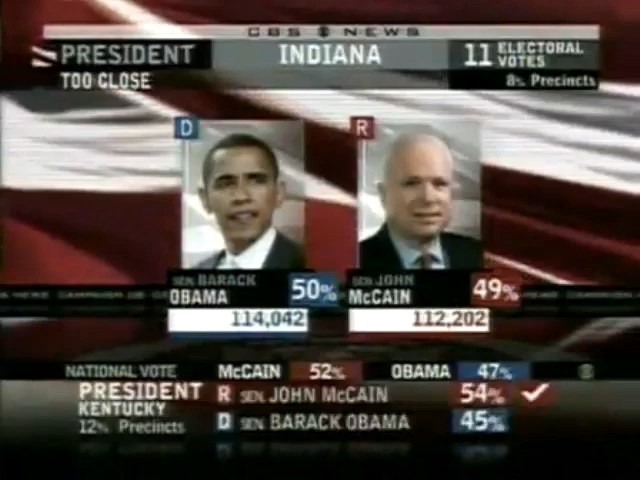 CBS NEWS
PRESIDENT
INDIANA
11 ELECTORAL VOTES
TOO CLOSE
8% Precincts
D
R
SEN. BARACK
OBAMA
50%
SEN. JOHN
McCAIN
49%
114,042
112,202
NATIONAL VOTE McCAIN 52% OBAMA 47%
PRESIDENT R SEN. JOHN McCAIN 54%
KENTUCKY
12% Precincts D SEN. BARACK OBAMA 45%